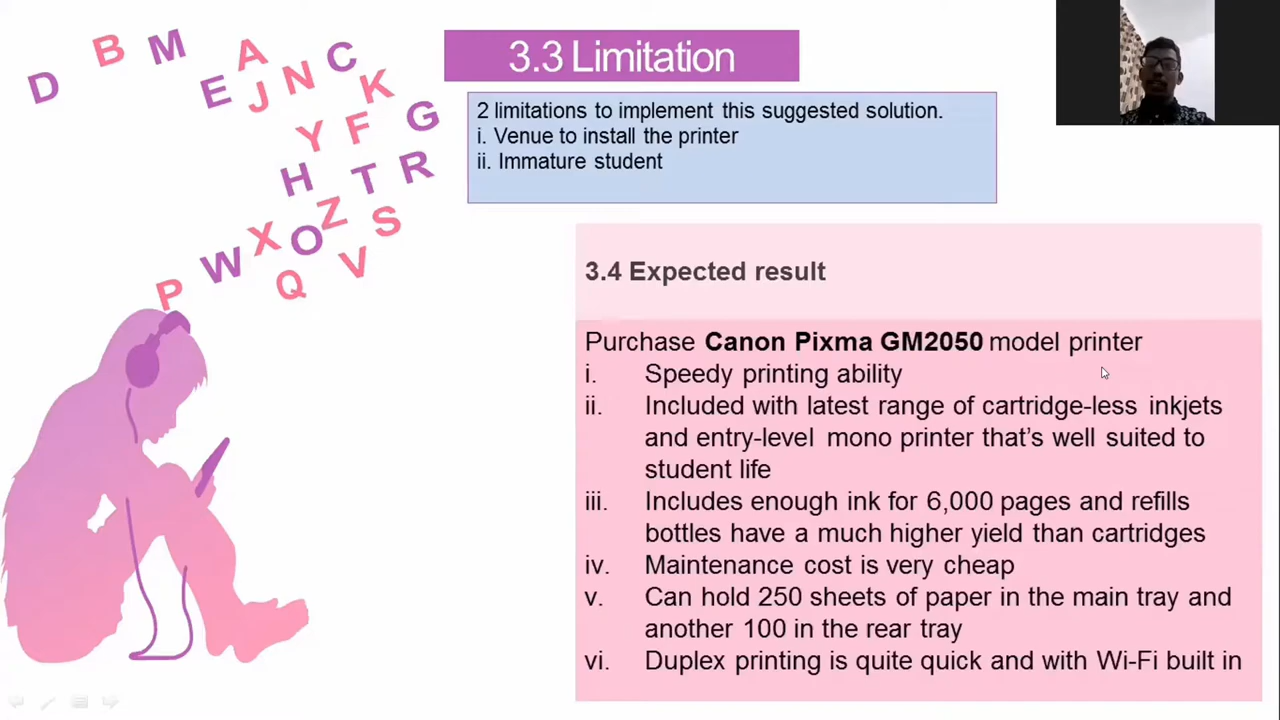 3.3 Limitation
2 limitations to implement this suggested solution.
i. Venue to install the printer
ii. Immature student
3.4 Expected result
Purchase Canon Pixma GM2050 model printer
i. Speedy printing ability
ii. Included with latest range of cartridge-less inkjets
and entry-level mono printer that's well suited to
student life
iii. Includes enough ink for 6,000 pages and refills
bottles have a much higher yield than cartridges
iv. Maintenance cost is very cheap
v. Can hold 250 sheets of paper in the main tray and
another 100 in the rear tray
vi. Duplex printing is quite quick and with Wi-Fi built in
D B M A E J N C K
Y F G
H T R
Z S
X O W V
P Q